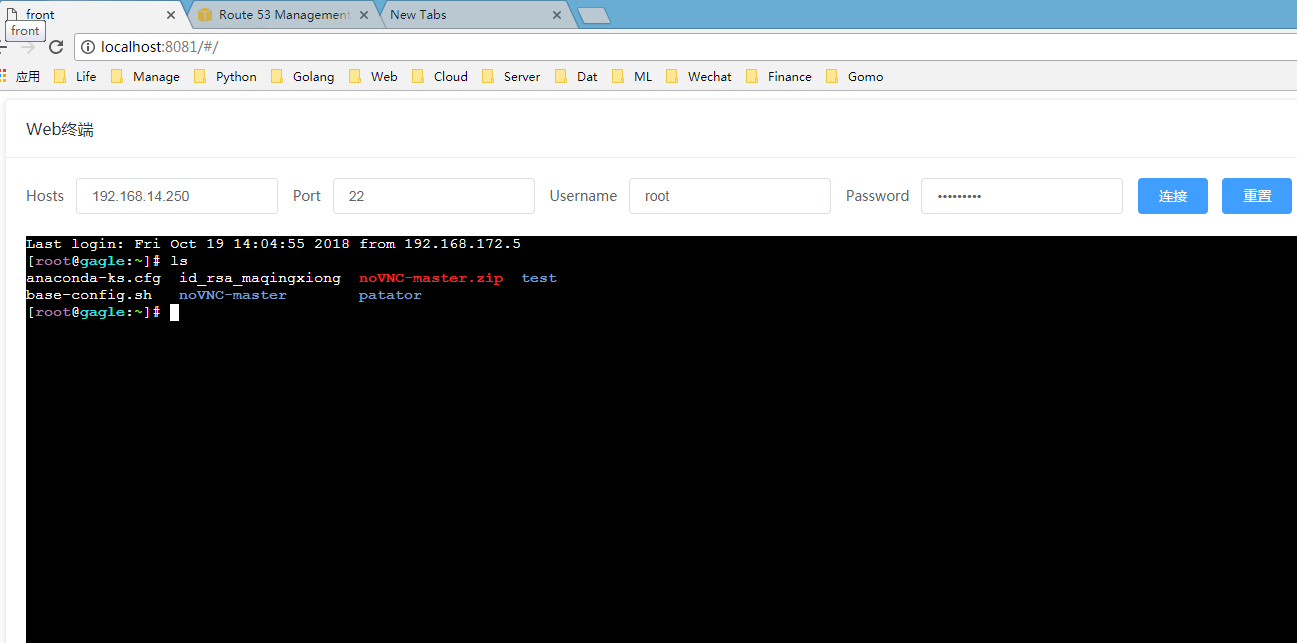 front Route 53 Management New Tabs
front
localhost:8081/#/
应用 Life Manage Python Golang Web Cloud Server Dat ML Wechat Finance Gomo
Web终端
Hosts 192.168.14.250 Port 22 Username root Password ••••••••• 连接 重置
Last login: Fri Oct 19 14:04:55 2018 from 192.168.172.5
[root@gagle:~]# ls
anaconda-ks.cfg id_rsa_maqingxiong noVNC-master.zip test
base-config.sh noVNC-master patator
[root@gagle:~]#